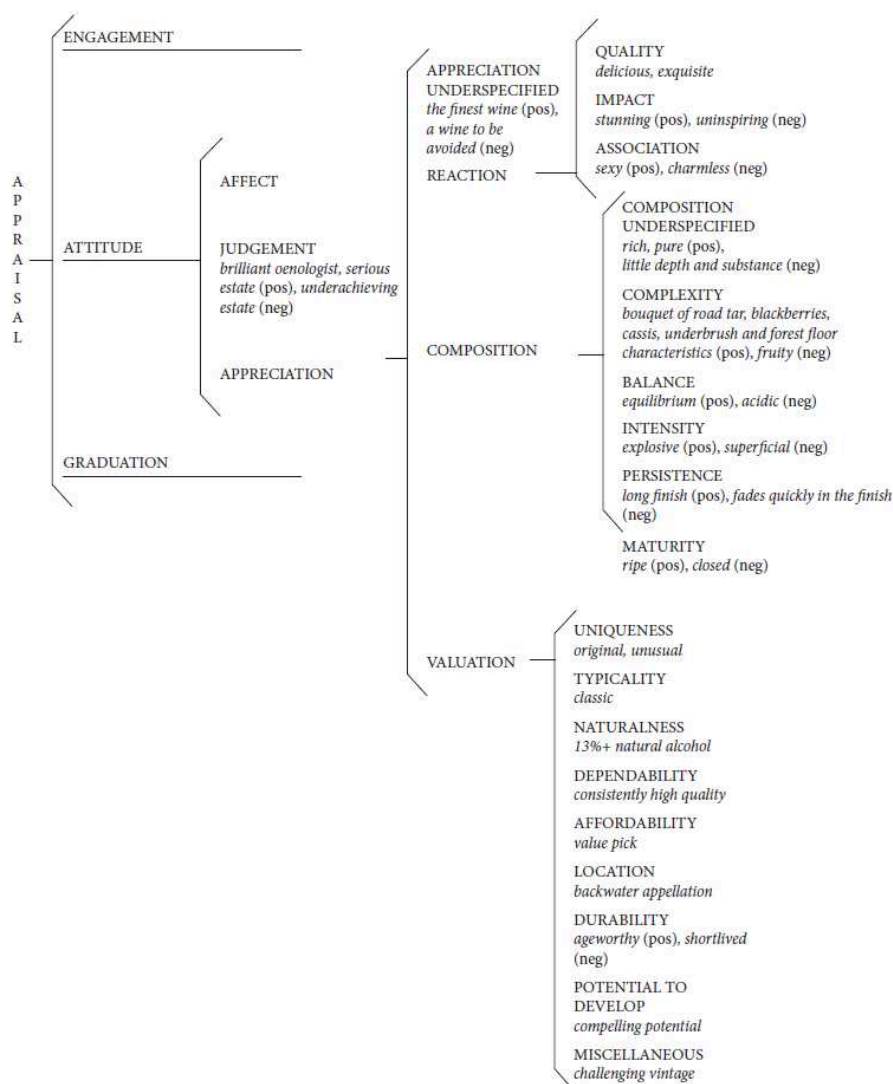 ENGAGEMENT
APPRAISAL
ATTITUDE
GRADUATION
AFFECT
JUDGEMENT
brilliant oenologist, serious
estate (pos), underachieving
estate (neg)
APPRECIATION
APPRECIATION
UNDERSPECIFIED
the finest wine (pos),
a wine to be
avoided (neg)
REACTION
COMPOSITION
VALUATION
QUALITY
delicious, exquisite
IMPACT
stunning (pos), uninspiring (neg)
ASSOCIATION
sexy (pos), charmless (neg)
COMPOSITION
UNDERSPECIFIED
rich, pure (pos),
little depth and substance (neg)
COMPLEXITY
bouquet of road tar, blackberries,
cassis, underbrush and forest floor
characteristics (pos), fruity (neg)
BALANCE
equilibrium (pos), acidic (neg)
INTENSITY
explosive (pos), superficial (neg)
PERSISTENCE
long finish (pos), fades quickly in the finish
(neg)
MATURITY
ripe (pos), closed (neg)
UNIQUENESS
original, unusual
TYPICALITY
classic
NATURALNESS
13%+ natural alcohol
DEPENDABILITY
consistently high quality
AFFORDABILITY
value pick
LOCATION
backwater appellation
DURABILITY
ageworthy (pos), shortlived
(neg)
POTENTIAL TO
DEVELOP
compelling potential
MISCELLANEOUS
challenging vintage